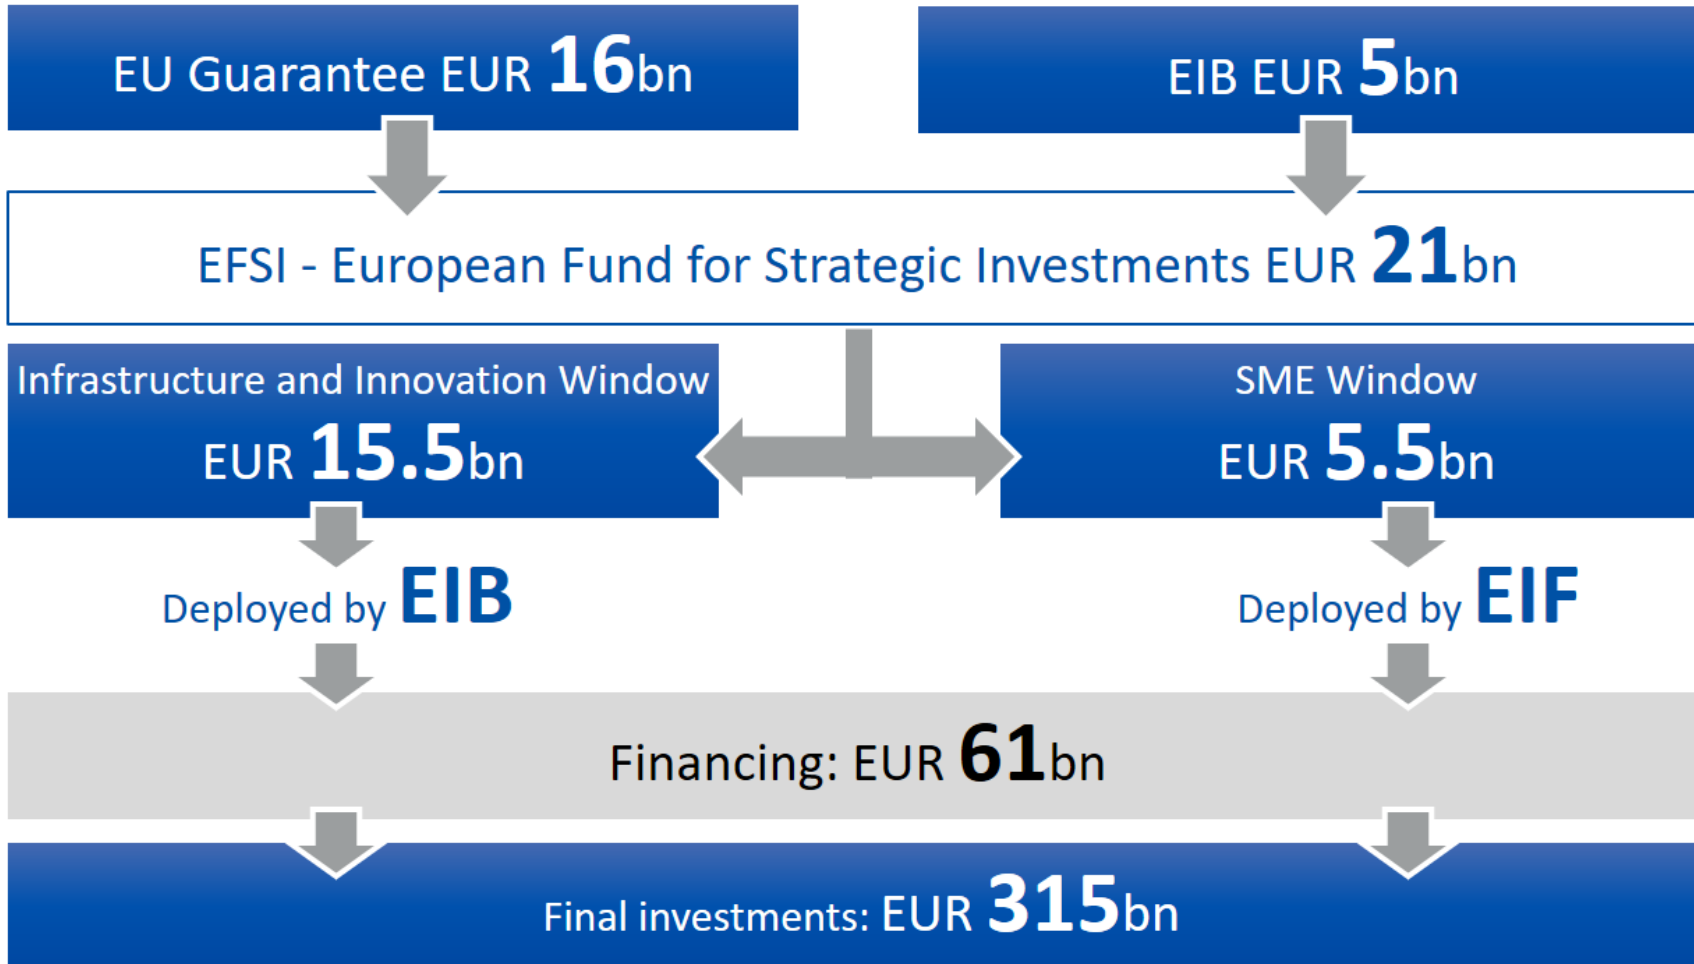 EU Guarantee EUR 16bn
EIB EUR 5bn
EFSI - European Fund for Strategic Investments EUR 21bn
Infrastructure and Innovation Window
EUR 15.5bn
SME Window
EUR 5.5bn
Deployed by EIB
Deployed by EIF
Financing: EUR 61bn
Final investments: EUR 315bn